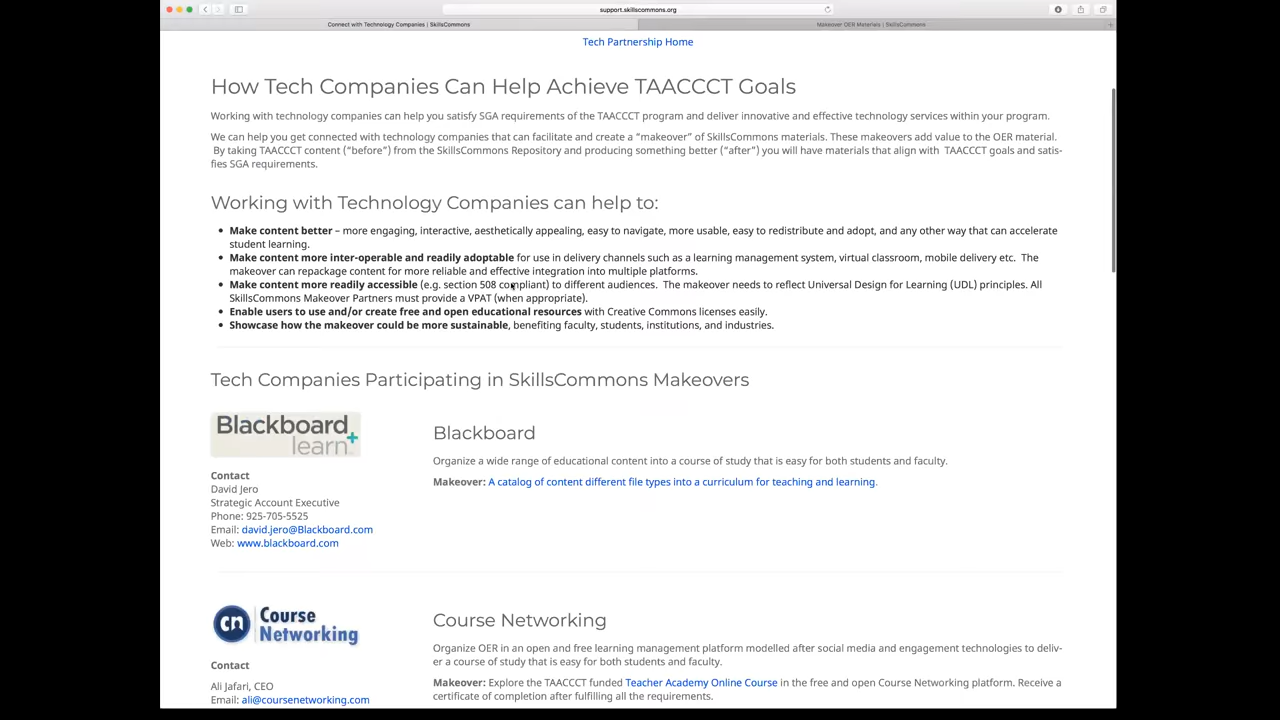 support.skillscommons.org
Connect with Technology Companies | SkillsCommons
Makeover OER Materials | SkillsCommons
Tech Partnership Home
How Tech Companies Can Help Achieve TAACCCT Goals
Working with technology companies can help you satisfy SGA requirements of the TAACCCT program and deliver innovative and effective technology services within your program.
We can help you get connected with technology companies that can facilitate and create a “makeover” of SkillsCommons materials. These makeovers add value to the OER material.
By taking TAACCCT content (“before”) from the SkillsCommons Repository and producing something better (“after”) you will have materials that align with TAACCCT goals and satis-
fies SGA requirements.
Working with Technology Companies can help to:
• Make content better – more engaging, interactive, aesthetically appealing, easy to navigate, more usable, easy to redistribute and adopt, and any other way that can accelerate
student learning.
• Make content more inter-operable and readily adoptable for use in delivery channels such as a learning management system, virtual classroom, mobile delivery etc. The
makeover can repackage content for more reliable and effective integration into multiple platforms.
• Make content more readily accessible (e.g. section 508 compliant) to different audiences. The makeover needs to reflect Universal Design for Learning (UDL) principles. All
SkillsCommons Makeover Partners must provide a VPAT (when appropriate).
• Enable users to use and/or create free and open educational resources with Creative Commons licenses easily.
• Showcase how the makeover could be more sustainable, benefiting faculty, students, institutions, and industries.
Tech Companies Participating in SkillsCommons Makeovers
Blackboard
learn+
Contact
David Jero
Strategic Account Executive
Phone: 925-705-5525
Email: david.jero@Blackboard.com
Web: www.blackboard.com
Blackboard
Organize a wide range of educational content into a course of study that is easy for both students and faculty.
Makeover: A catalog of content different file types into a curriculum for teaching and learning.
cn Course
Networking
Contact
Ali Jafari, CEO
Email: ali@coursenetworking.com
Course Networking
Organize OER in an open and free learning management platform modelled after social media and engagement technologies to deliv-
er a course of study that is easy for both students and faculty.
Makeover: Explore the TAACCCT funded Teacher Academy Online Course in the free and open Course Networking platform. Receive a
certificate of completion after fulfilling all the requirements.